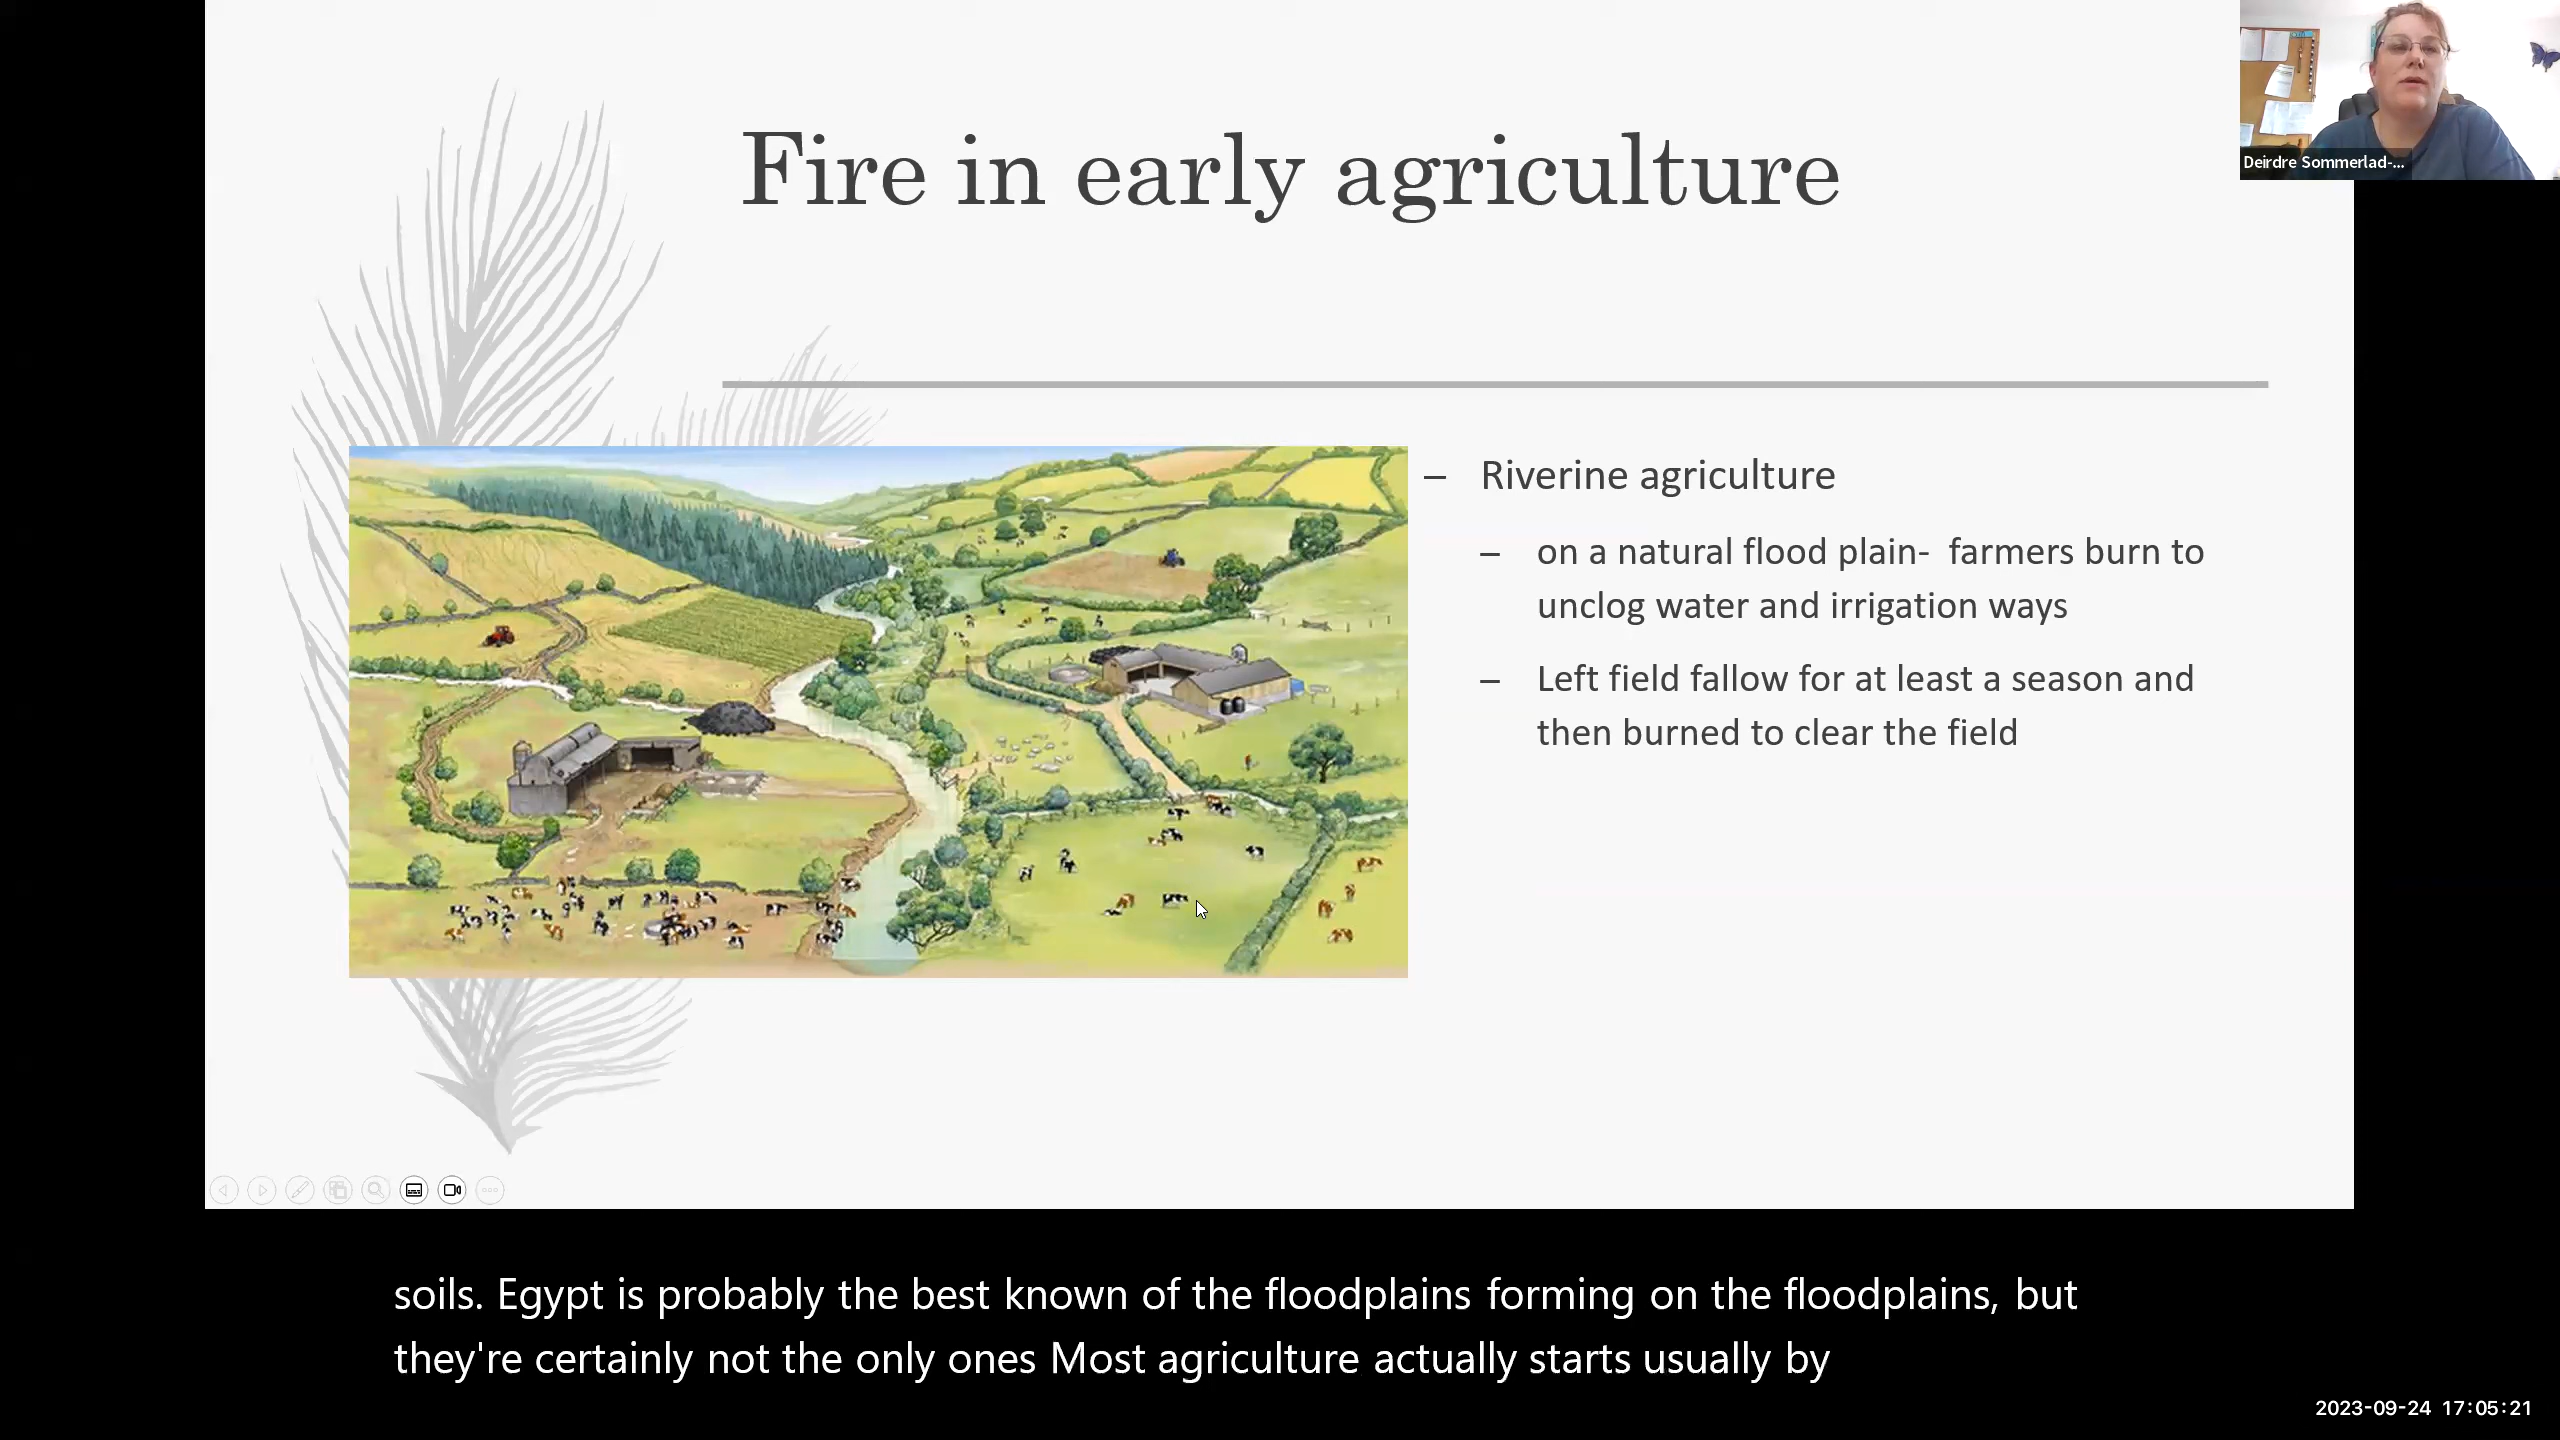 Fire in early agriculture
Deirdre Sommerlad-...
– Riverine agriculture
– on a natural flood plain- farmers burn to
unclog water and irrigation ways
– Left field fallow for at least a season and
then burned to clear the field
soils. Egypt is probably the best known of the floodplains forming on the floodplains, but
they're certainly not the only ones Most agriculture actually starts usually by
2023-09-24 17:05:21